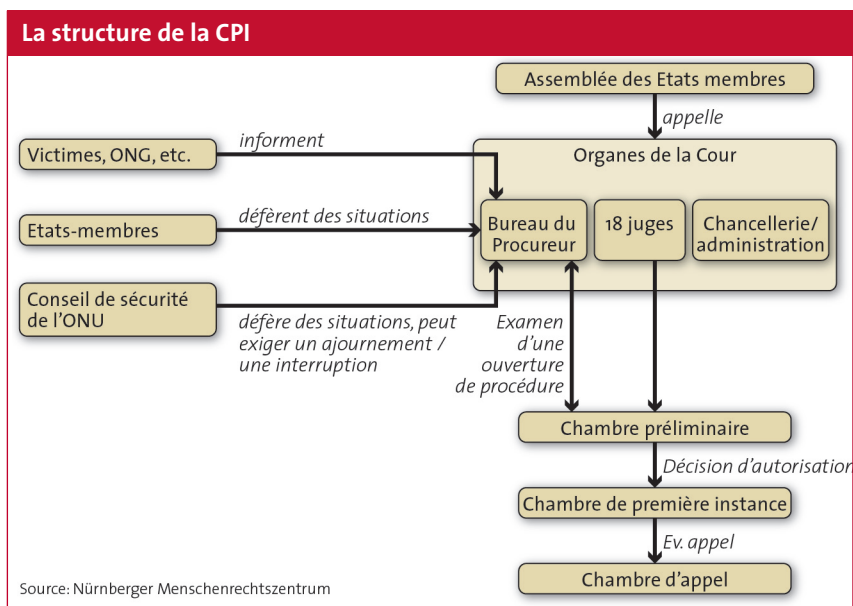 La structure de la CPI
Assemblée des Etats membres
appelle
Organes de la Cour
Victimes, ONG, etc.
informent
Etats-membres
défèrent des situations
Bureau du
Procureur
18 juges
Chancellerie/
administration
Conseil de sécurité
de l’ONU
défère des situations, peut
exiger un ajournement /
une interruption
Examen
d’une
ouverture
de procédure
Chambre préliminaire
Décision d’autorisation
Chambre de première instance
Ev. appel
Chambre d’appel
Source: Nürnberger Menschenrechtszentrum